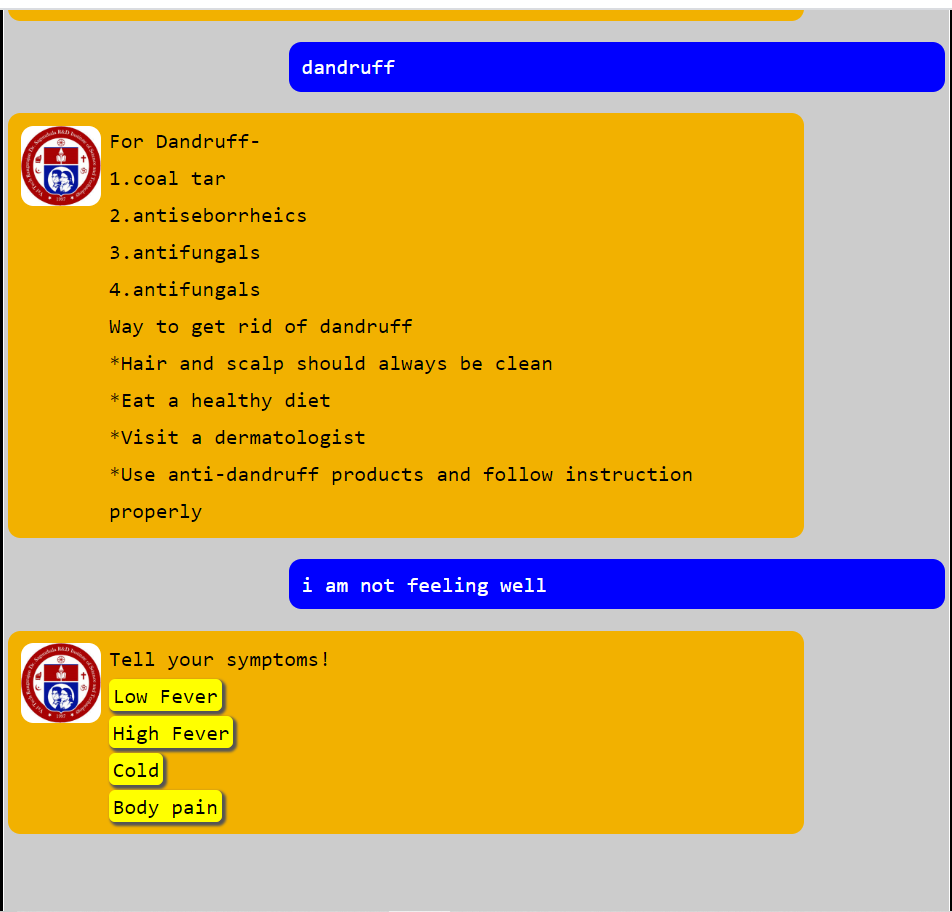 dandruff
For Dandruff-
1.coal tar
2.antiseborrheics
3.antifungals
4.antifungals
Way to get rid of dandruff
*Hair and scalp should always be clean
*Eat a healthy diet
*Visit a dermatologist
*Use anti-dandruff products and follow instruction
properly
i am not feeling well
Tell your symptoms!
Low Fever
High Fever
Cold
Body pain